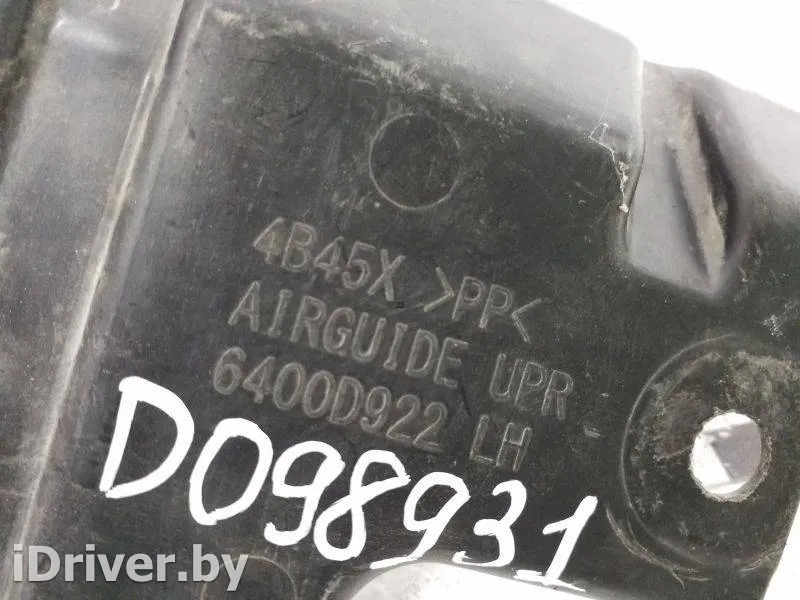 4B45X >PP<
AIRGUIDE UPR
6400D922 LH
D098931
iDriver.by